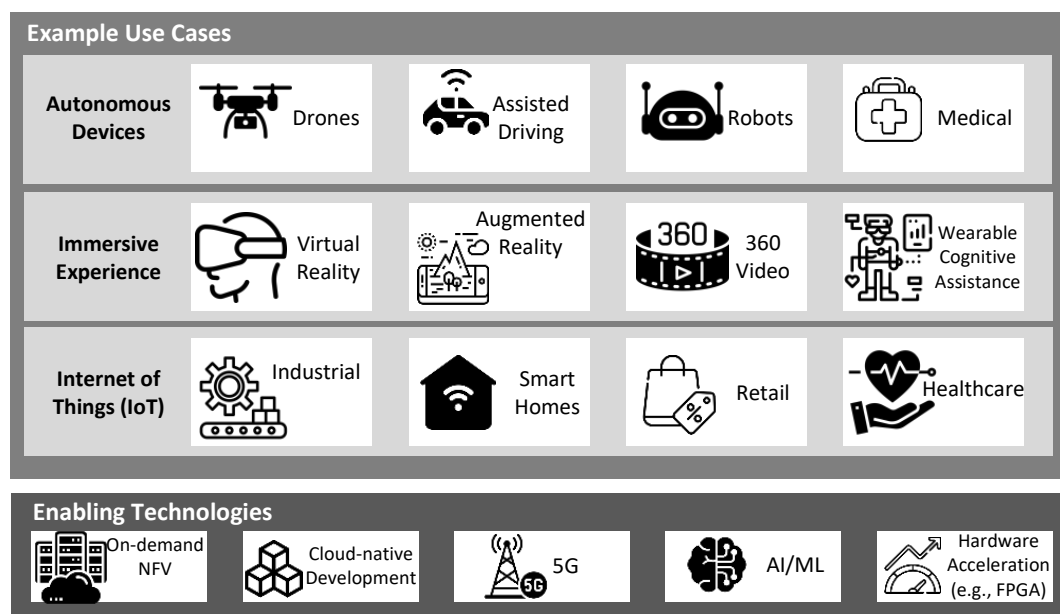 Example Use Cases
Autonomous
Devices
Drones
Assisted
Driving
Robots
Medical
Immersive
Experience
Virtual
Reality
Augmented
Reality
360
360
Video
Wearable
Cognitive
Assistance
Internet of
Things (IoT)
Industrial
Smart
Homes
%
Retail
Healthcare
Enabling Technologies
On-demand
NFV
Cloud-native
Development
5G
5G
AI/ML
Hardware
Acceleration
(e.g., FPGA)